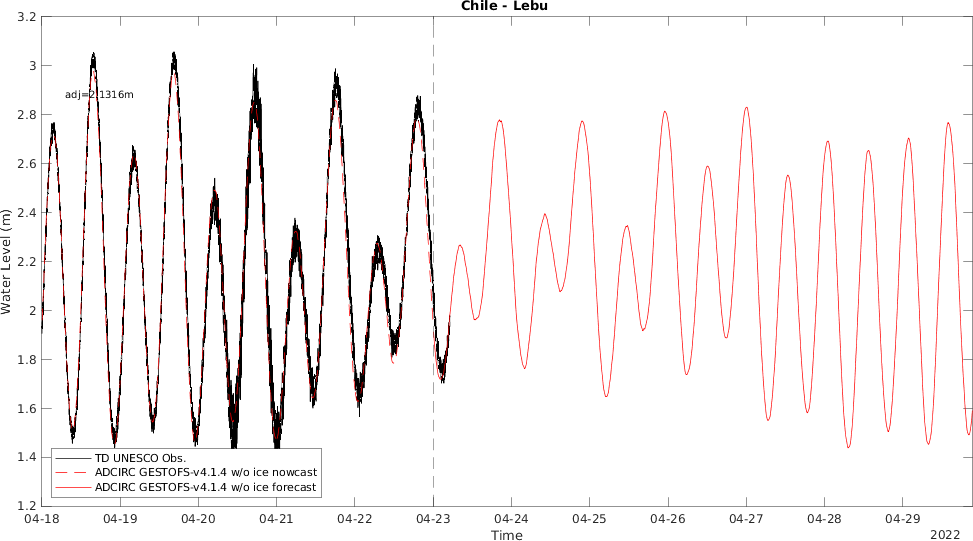 Chile - Lebu
3.2
3
2.8
2.6
2.4
2.2
2
1.8
1.6
1.4
1.2
Water Level (m)
adj=2.1316m
TD UNESCO Obs.
ADCIRC GESTOFS-v4.1.4 w/o ice nowcast
ADCIRC GESTOFS-v4.1.4 w/o ice forecast
04-18 04-19 04-20 04-21 04-22 04-23 04-24 04-25 04-26 04-27 04-28 04-29
Time
2022